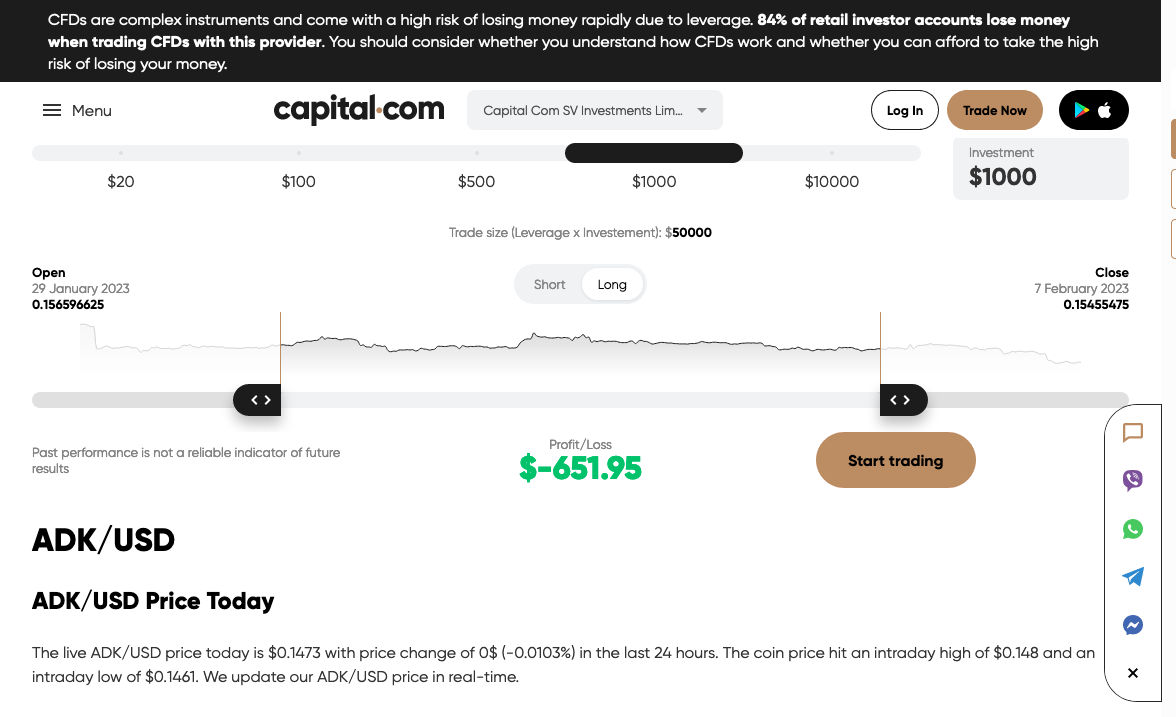 CFDs are complex instruments and come with a high risk of losing money rapidly due to leverage. 84% of retail investor accounts lose money
when trading CFDs with this provider. You should consider whether you understand how CFDs work and whether you can afford to take the high
risk of losing your money.
Menu
capital.com
Capital Com SV Investments Lim...
Log In
Trade Now
$20
$100
$500
$1000
$10000
Investment
$1000
Trade size (Leverage x Investement): $50000
Open
29 January 2023
0.156596625
Short
Long
Close
7 February 2023
0.15455475
Past performance is not a reliable indicator of future
results
Profit/Loss
$-651.95
Start trading
ADK/USD
ADK/USD Price Today
The live ADK/USD price today is $0.1473 with price change of 0$ (-0.0103%) in the last 24 hours. The coin price hit an intraday high of $0.148 and an
intraday low of $0.1461. We update our ADK/USD price in real-time.